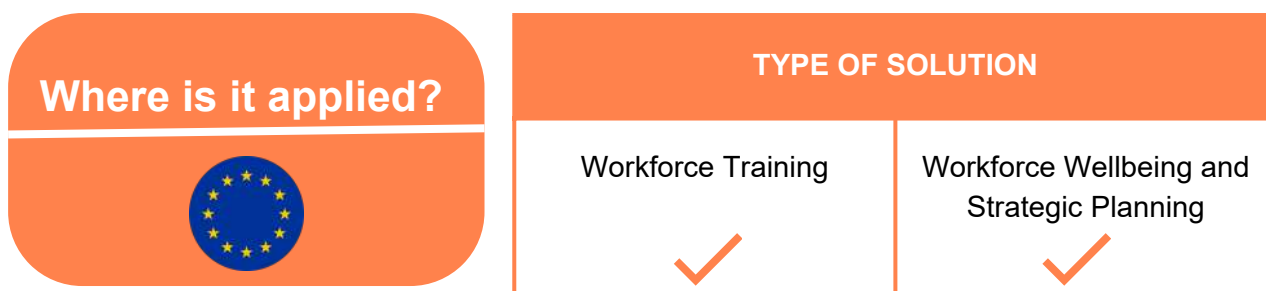 Where is it applied?
TYPE OF SOLUTION
Workforce Training
Workforce Wellbeing and
Strategic Planning